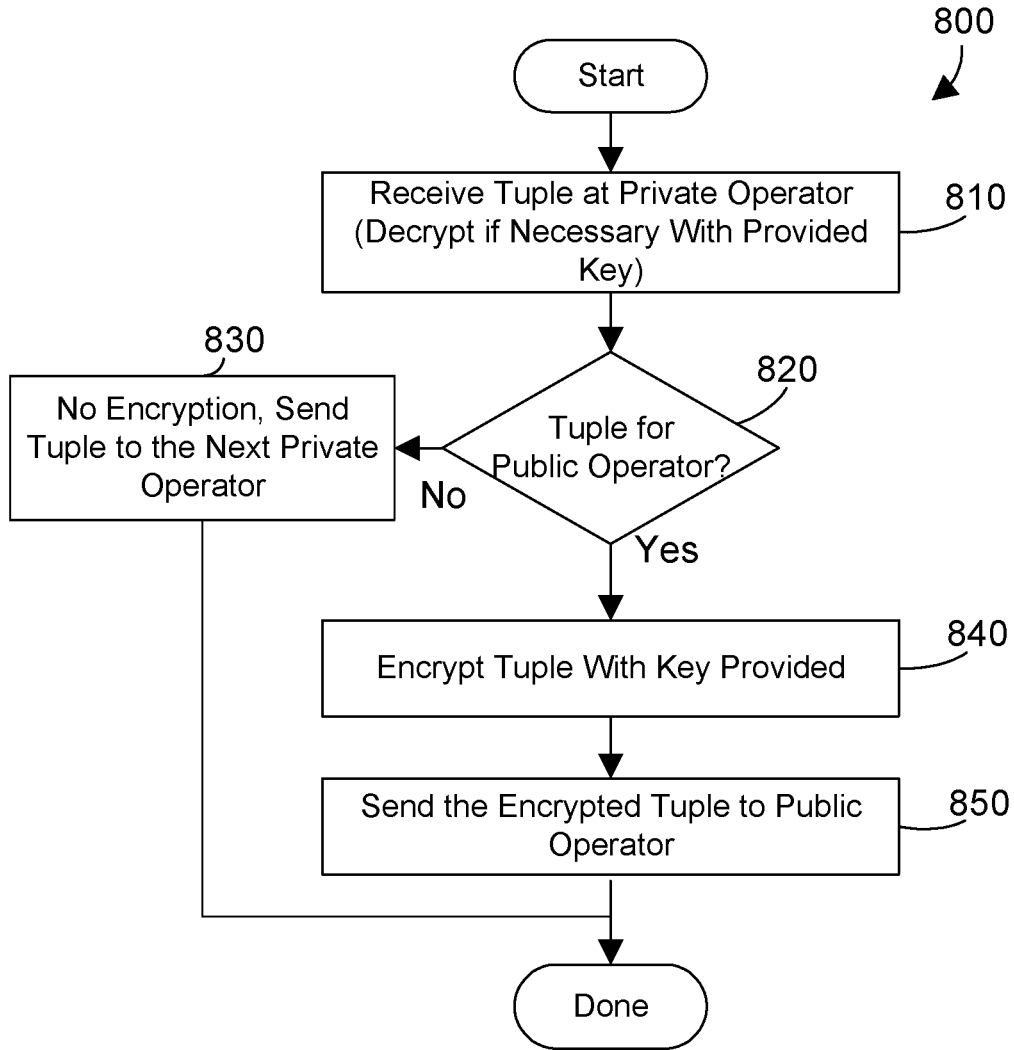 800
Start
Receive Tuple at Private Operator
(Decrypt if Necessary With Provided
Key)
810
830
No Encryption, Send
Tuple to the Next Private
Operator
820
Tuple for
Public Operator?
No
Yes
840
Encrypt Tuple With Key Provided
Send the Encrypted Tuple to Public
Operator
850
Done